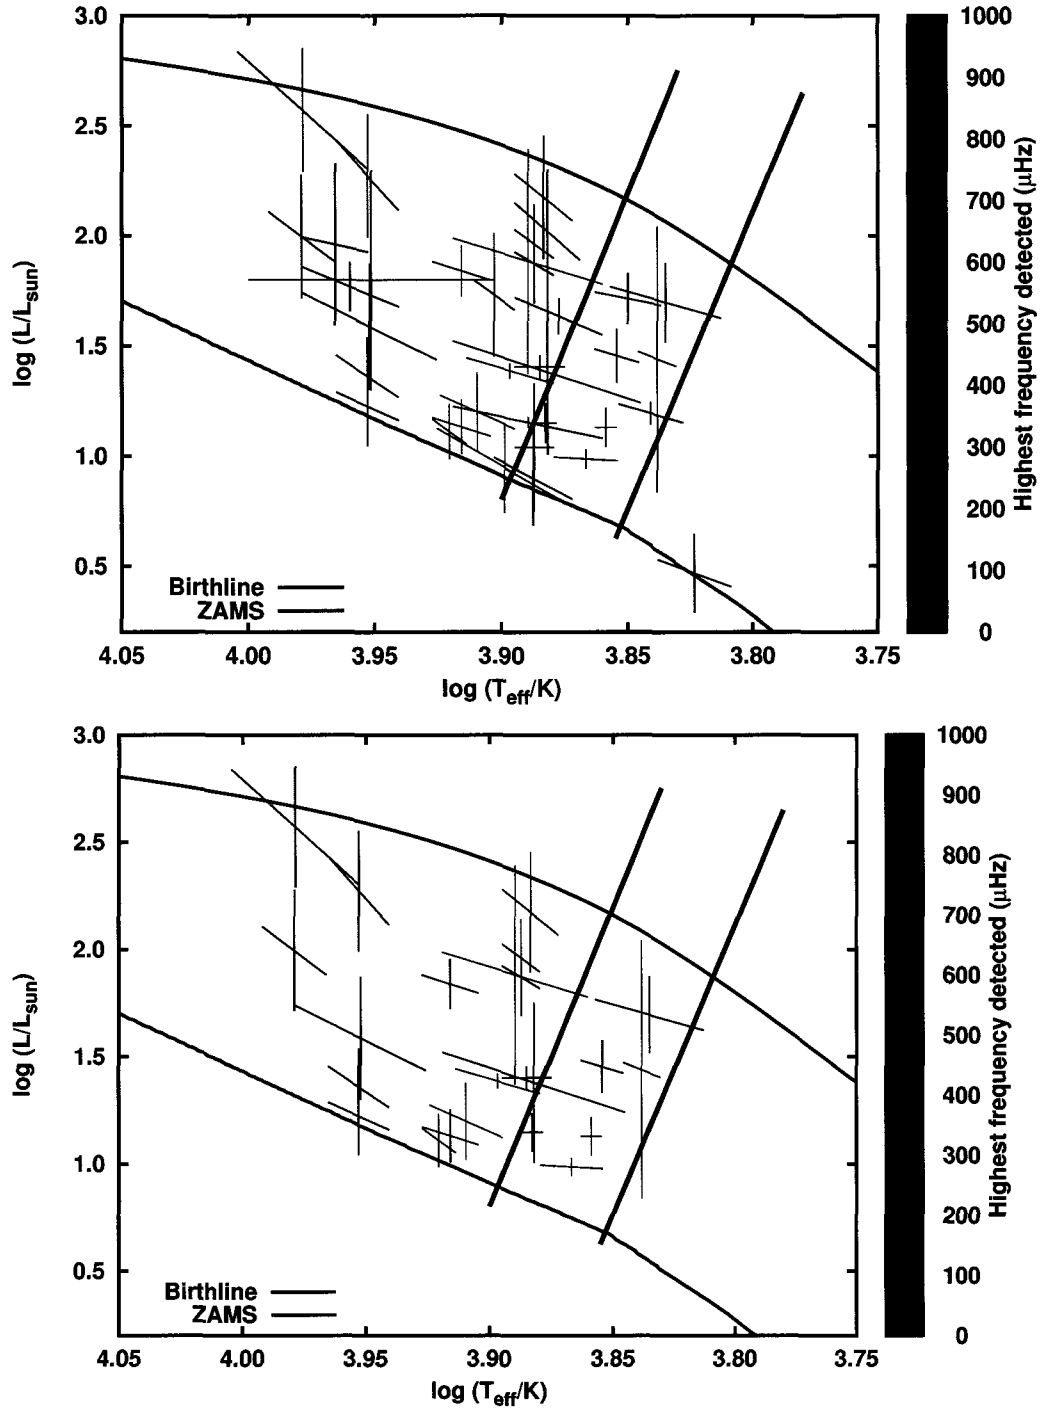 3.0
2.5
2.0
1.5
1.0
0.5
log (L/L_sun)
Birthline
ZAMS
4.05 4.00 3.95 3.90 3.85 3.80 3.75
log (T_eff/K)
1000
900
800
700
600
500
400
300
200
100
0
Highest frequency detected (μHz)
3.0
2.5
2.0
1.5
1.0
0.5
log (L/L_sun)
Birthline
ZAMS
4.05 4.00 3.95 3.90 3.85 3.80 3.75
log (T_eff/K)
1000
900
800
700
600
500
400
300
200
100
0
Highest frequency detected (μHz)